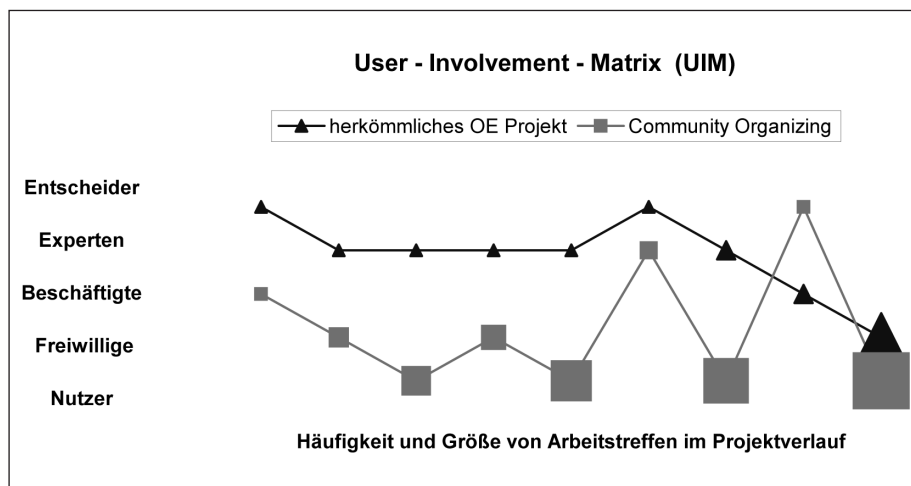 User - Involvement - Matrix (UIM)
herkömmliches OE Projekt Community Organizing
Entscheider
Experten
Beschäftigte
Freiwillige
Nutzer
Häufigkeit und Größe von Arbeitstreffen im Projektverlauf